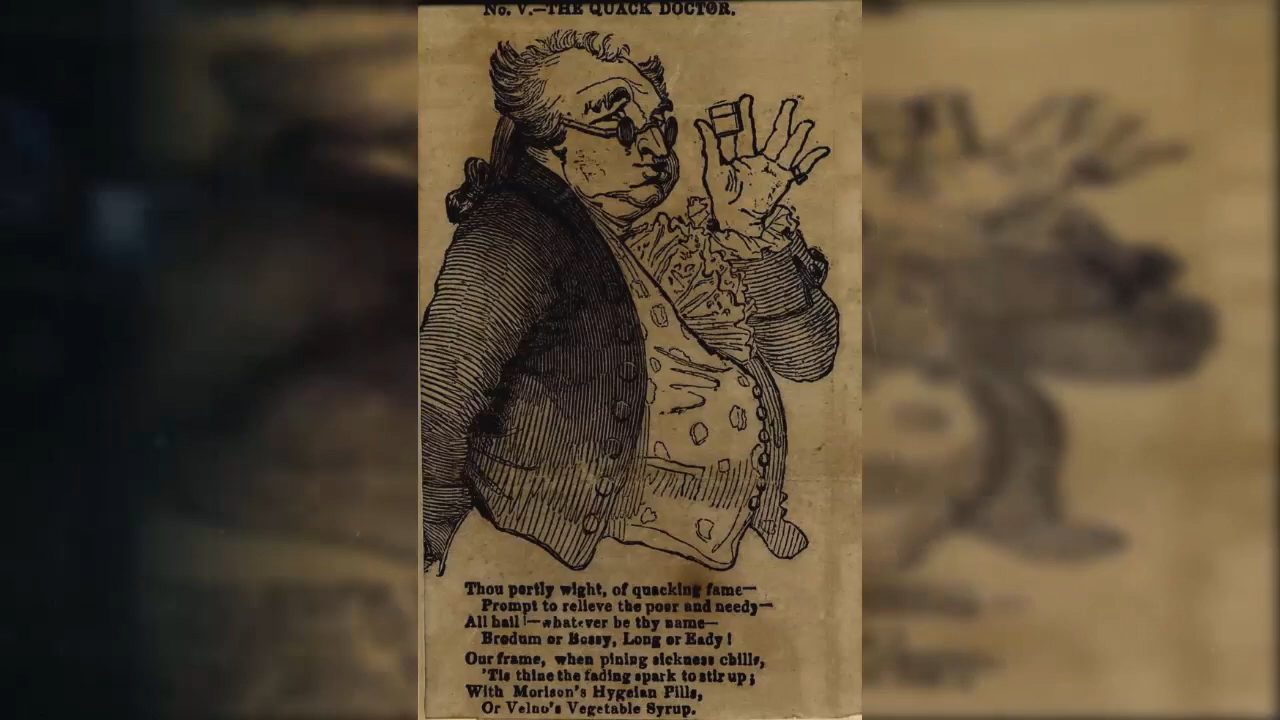 No. V.—THE QUACK DOCTOR.
Thou portly wight, of quacking fame—
Prompt to relieve the poor and needy—
All hail!—whatever be thy name—
Brodum or Bossy, Long or Eady!
Our frame, when pining sickness chills,
'Tis thine the fading spark to stir up;
With Morison's Hygeian Pills,
Or Velno's Vegetable Syrup.